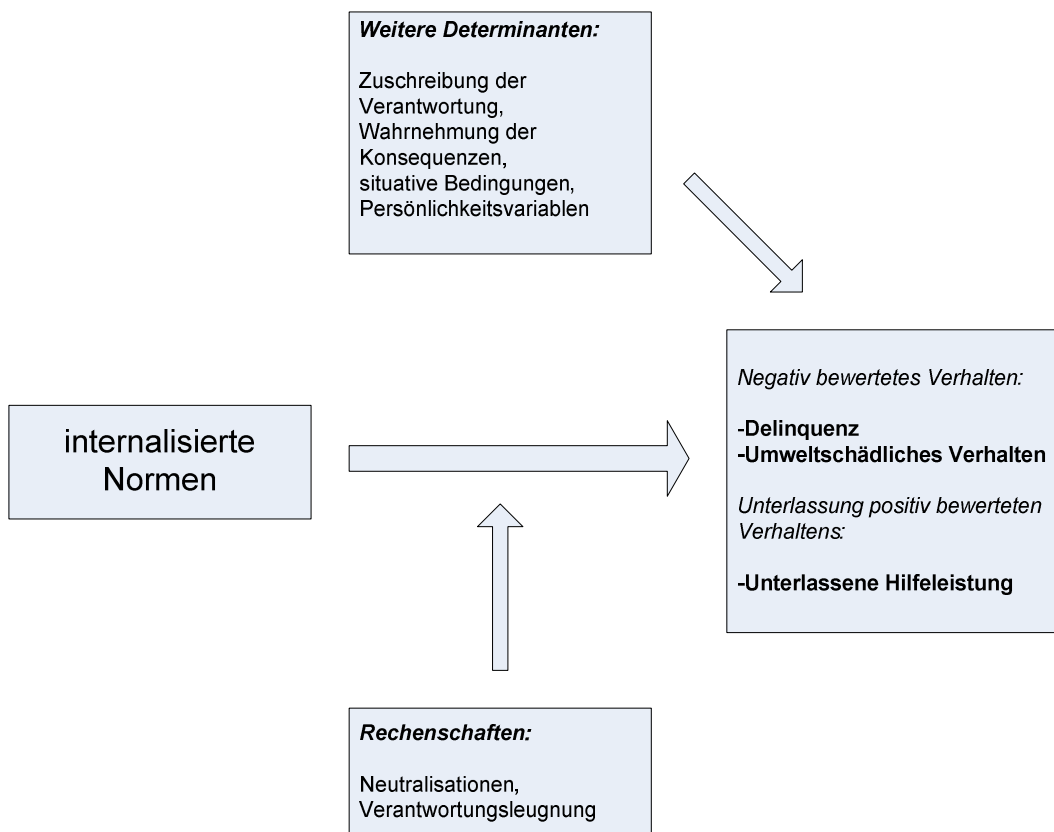 Weitere Determinanten:
Zuschreibung der
Verantwortung,
Wahrnehmung der
Konsequenzen,
situative Bedingungen,
Persönlichkeitsvariablen
internalisierte
Normen
Negativ bewertetes Verhalten:
-Delinquenz
-Umweltschädliches Verhalten
Unterlassung positiv bewerteten
Verhaltens:
-Unterlassene Hilfeleistung
Rechenschaften:
Neutralisationen,
Verantwortungsleugnung